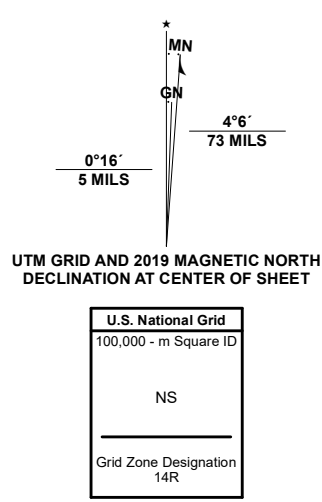 ★
MN
GN
4°6´
73 MILS
0°16´
5 MILS
UTM GRID AND 2019 MAGNETIC NORTH
DECLINATION AT CENTER OF SHEET
U.S. National Grid
100,000 - m Square ID
NS
Grid Zone Designation
14R